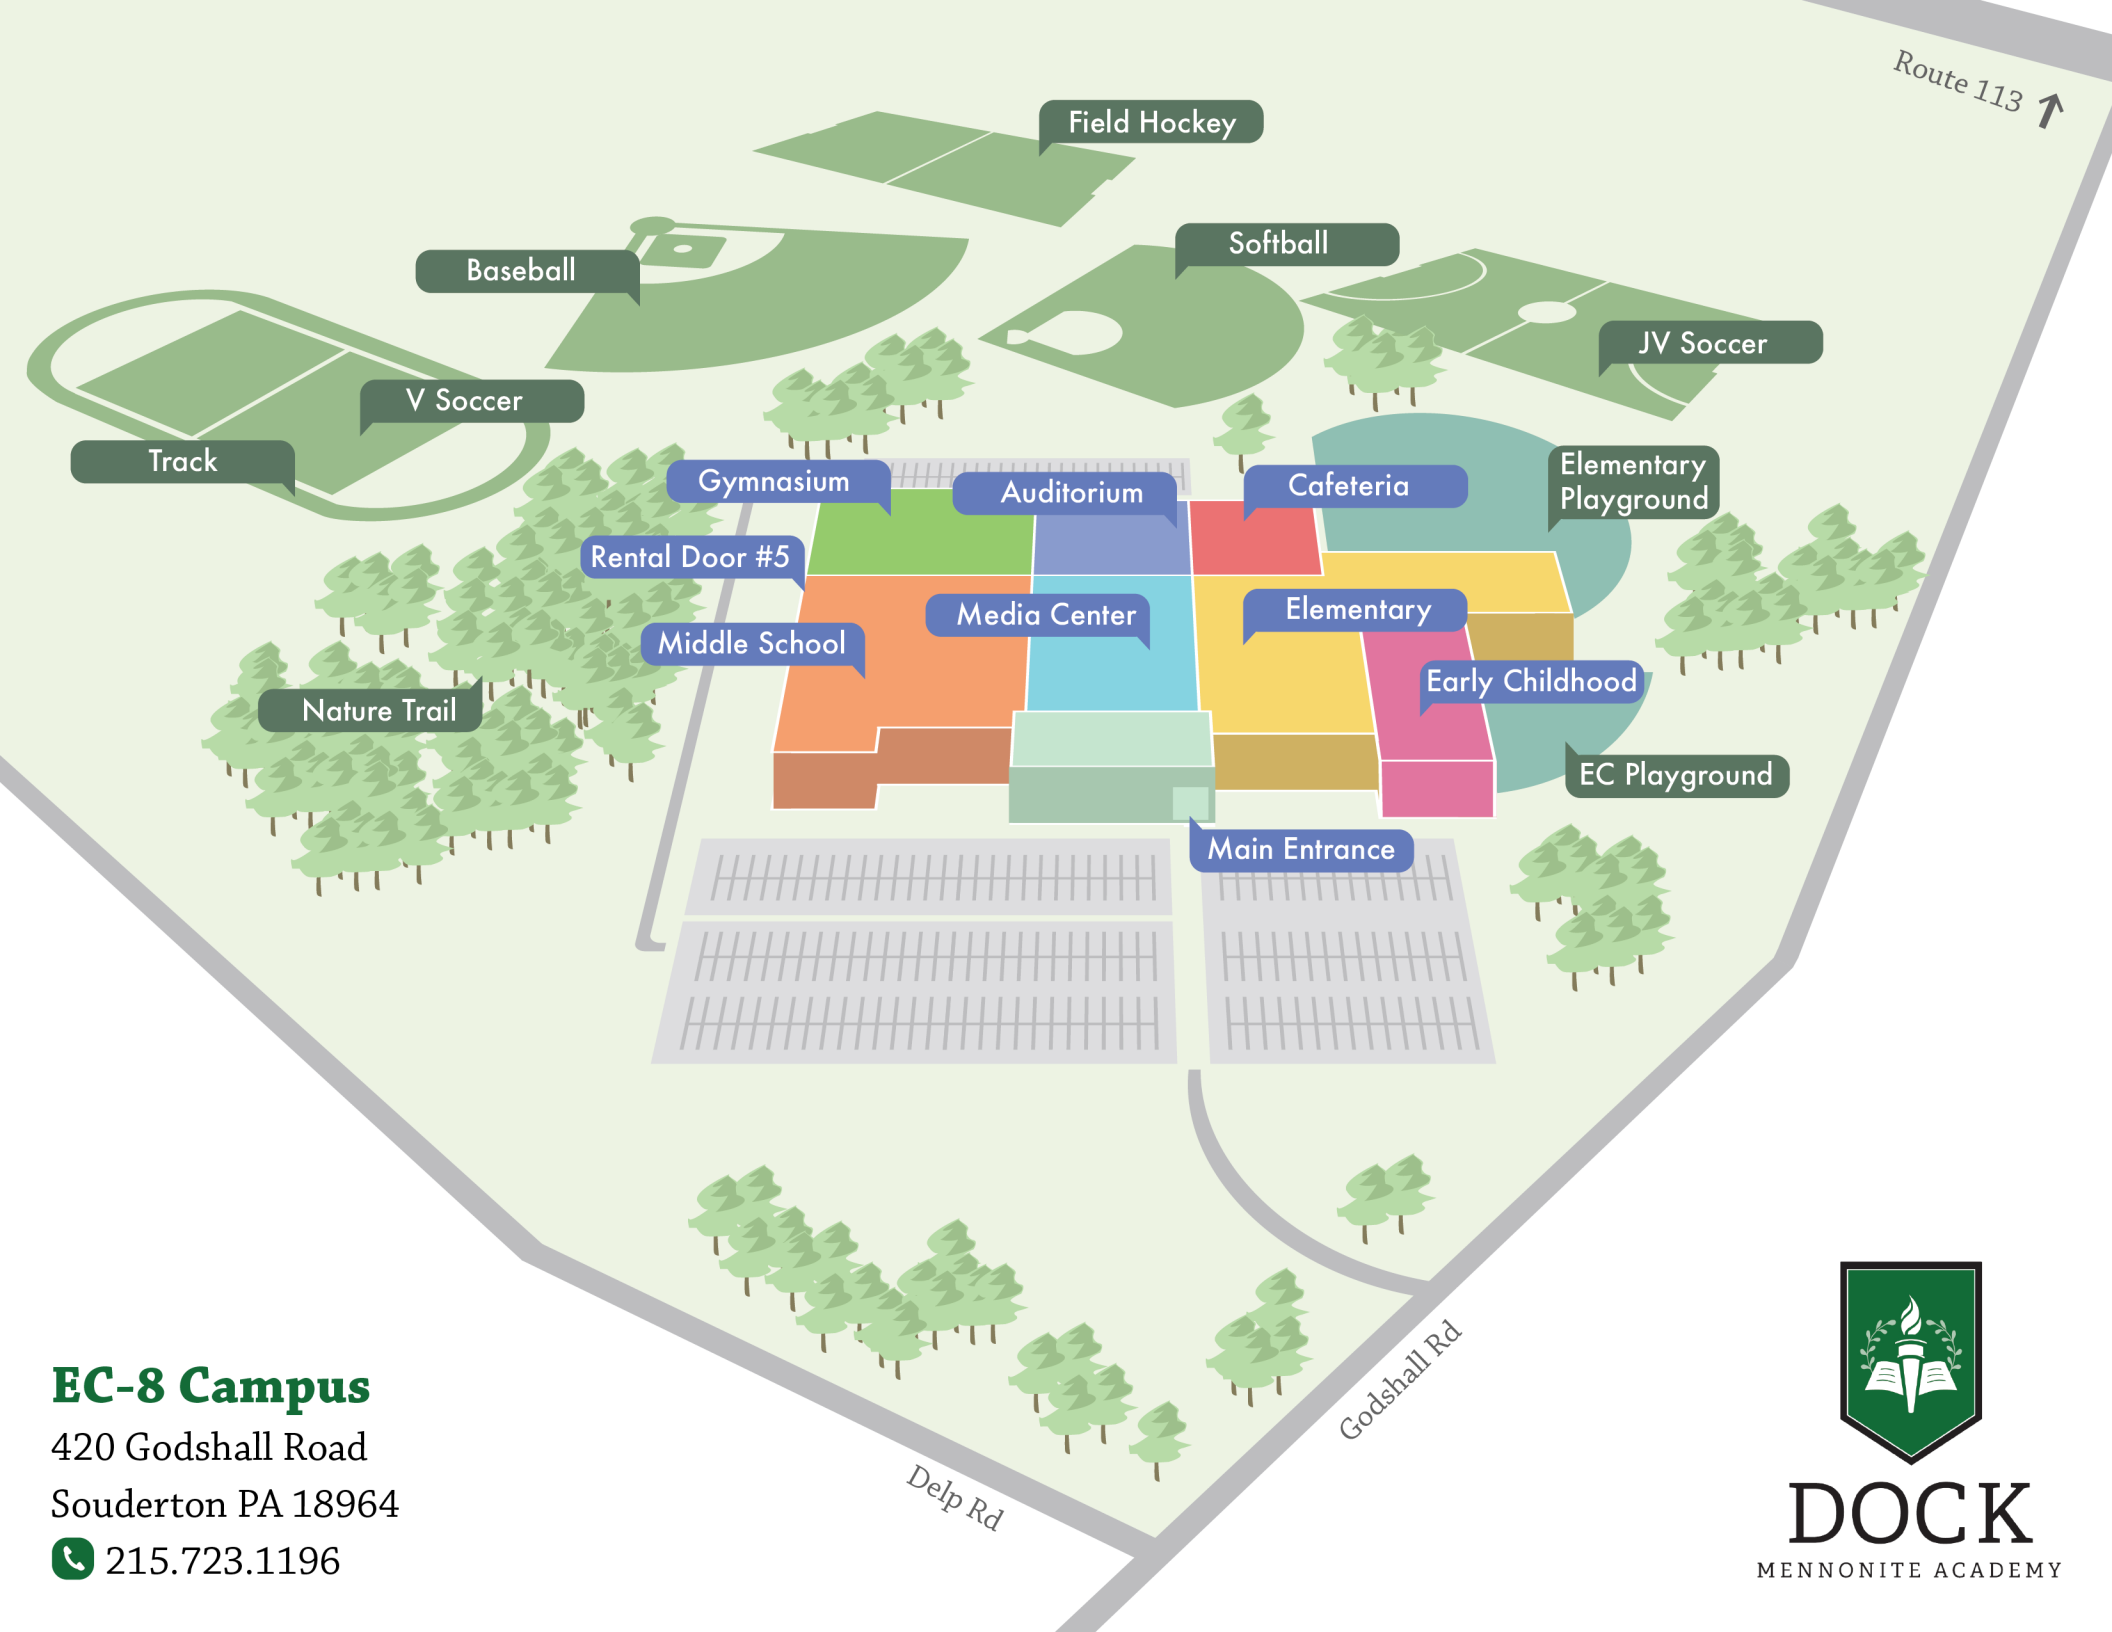 Route 113
Field Hockey
Softball
Baseball
JV Soccer
V Soccer
Track
Elementary
Playground
Gymnasium
Auditorium
Cafeteria
Rental Door #5
Media Center
Elementary
Middle School
Early Childhood
Nature Trail
EC Playground
Main Entrance
Godshall Rd
Delp Rd
EC-8 Campus
420 Godshall Road
Souderton PA 18964
215.723.1196
DOCK
MENNONITE ACADEMY